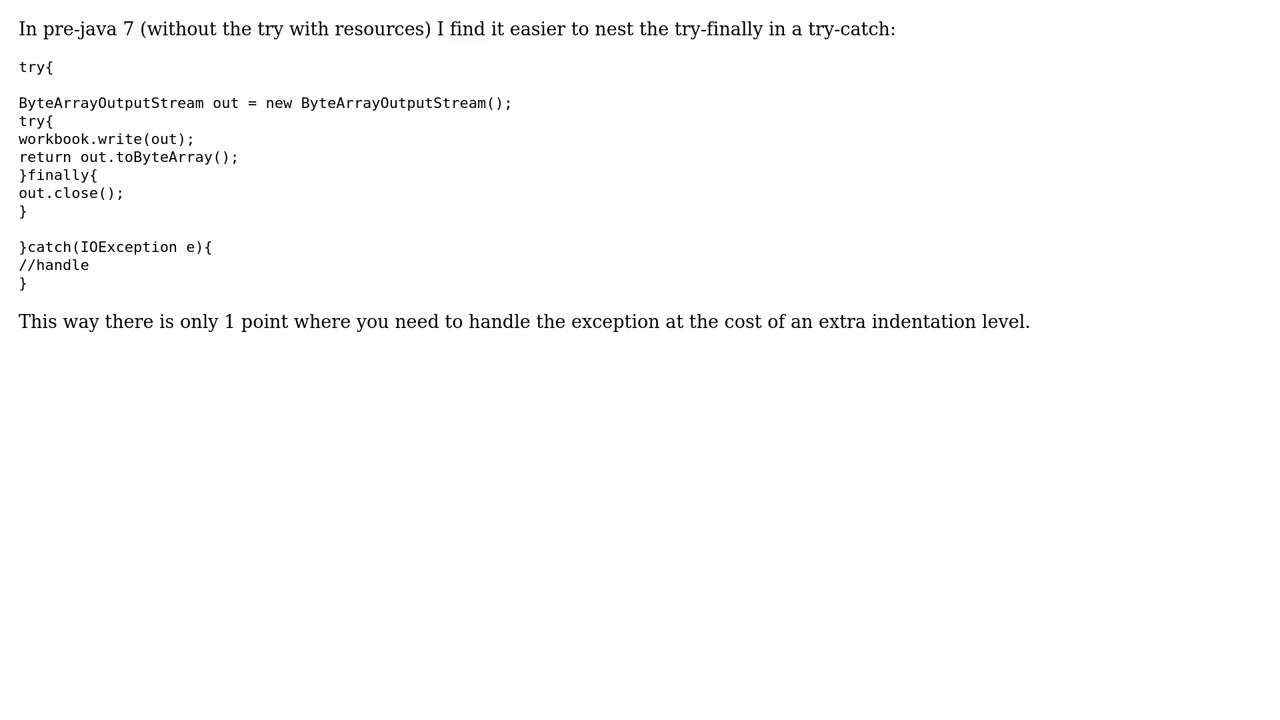 In pre-java 7 (without the try with resources) I find it easier to nest the try-finally in a try-catch:
try{
ByteArrayOutputStream out = new ByteArrayOutputStream();
try{
workbook.write(out);
return out.toByteArray();
}finally{
out.close();
}
}catch(IOException e){
//handle
}
This way there is only 1 point where you need to handle the exception at the cost of an extra indentation level.